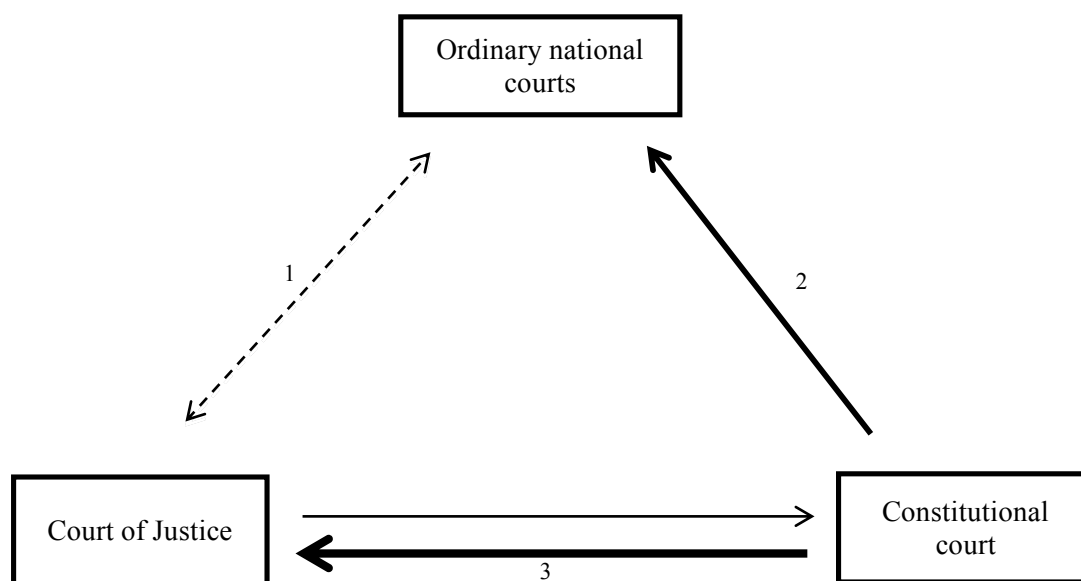 Ordinary national
courts
1
2
Court of Justice
Constitutional
court
3